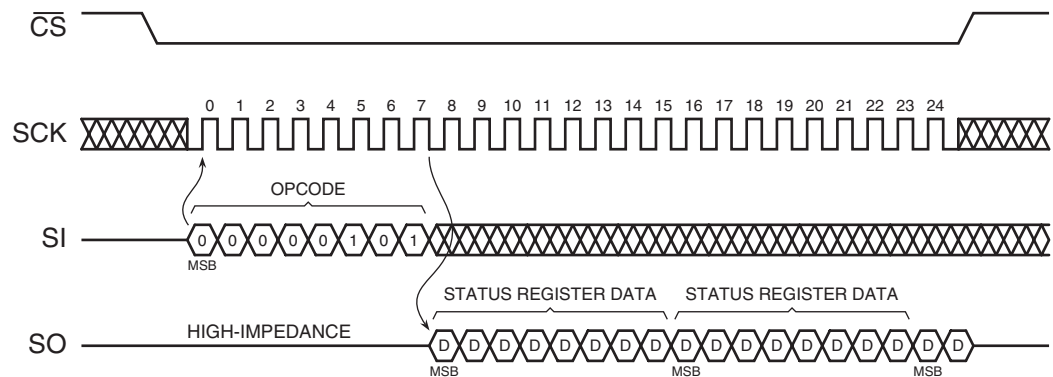 C̅S̅
0 1 2 3 4 5 6 7 8 9 10 11 12 13 14 15 16 17 18 19 20 21 22 23 24
SCK
OPCODE
SI 0 0 0 0 0 1 0 1
MSB
STATUS REGISTER DATA STATUS REGISTER DATA
HIGH-IMPEDANCE
SO D D D D D D D D D D D D D D D D D D
MSB MSB MSB